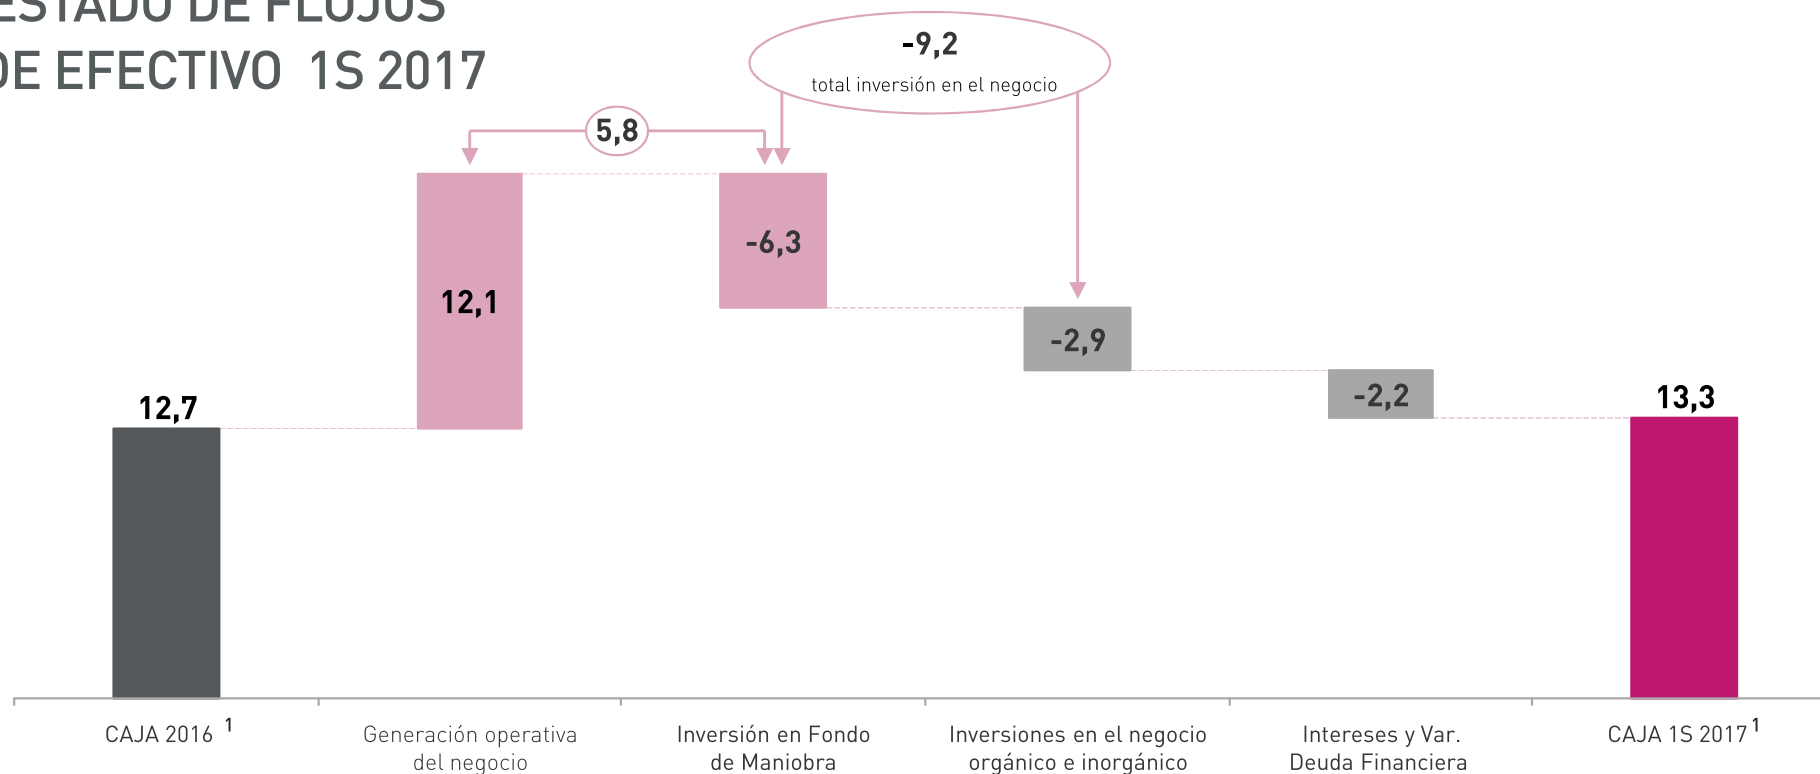 ESTADO DE FLUJOS
DE EFECTIVO 1S 2017
-9,2
total inversión en el negocio
5,8
12,7
12,1
-6,3
-2,9
-2,2
13,3
CAJA 2016 1
Generación operativa
del negocio
Inversión en Fondo
de Maniobra
Inversiones en el negocio
orgánico e inorgánico
Intereses y Var.
Deuda Financiera
CAJA 1S 2017 1